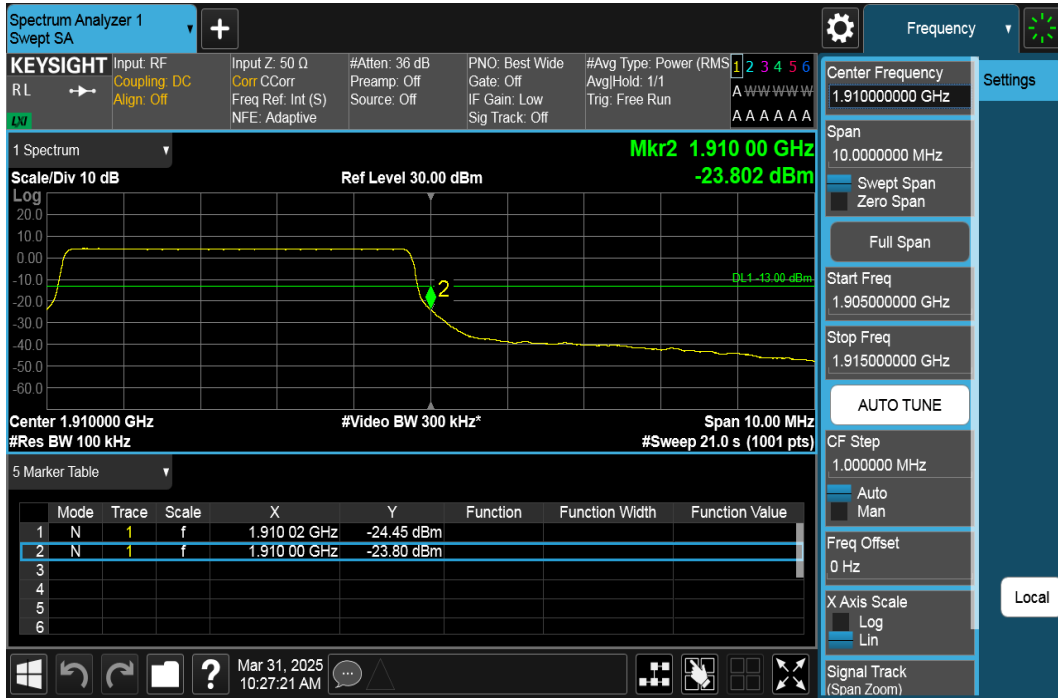 Spectrum Analyzer 1
Swept SA
Frequency
KEYSIGHT
RL
LXI
Input: RF
Coupling: DC
Align: Off
Input Z: 50 Ω
Corr CCorr
Freq Ref: Int (S)
NFE: Adaptive
#Atten: 36 dB
Preamp: Off
Source: Off
PNO: Best Wide
Gate: Off
IF Gain: Low
Sig Track: Off
#Avg Type: Power (RMS
Avg|Hold: 1/1
Trig: Free Run
1 2 3 4 5 6
A W W W W W
A A A A A A
1 Spectrum
Mkr2 1.910 00 GHz
-23.802 dBm
Scale/Div 10 dB
Ref Level 30.00 dBm
Log
20.0
10.0
0.00
-10.0
-20.0
-30.0
-40.0
-50.0
-60.0
DL1 -13.00 dBm
2
Center 1.910000 GHz
#Video BW 300 kHz*
Span 10.00 MHz
#Res BW 100 kHz
#Sweep 21.0 s (1001 pts)
5 Marker Table
Mode Trace Scale X Y Function Function Width Function Value
1 N 1 f 1.910 02 GHz -24.45 dBm
2 N 1 f 1.910 00 GHz -23.80 dBm
3
4
5
6
Mar 31, 2025
10:27:21 AM
Center Frequency
1.910000000 GHz
Span
10.0000000 MHz
Swept Span
Zero Span
Full Span
Start Freq
1.905000000 GHz
Stop Freq
1.915000000 GHz
AUTO TUNE
CF Step
1.000000 MHz
Auto
Man
Freq Offset
0 Hz
X Axis Scale
Log
Lin
Signal Track
(Span Zoom)
Settings
Local